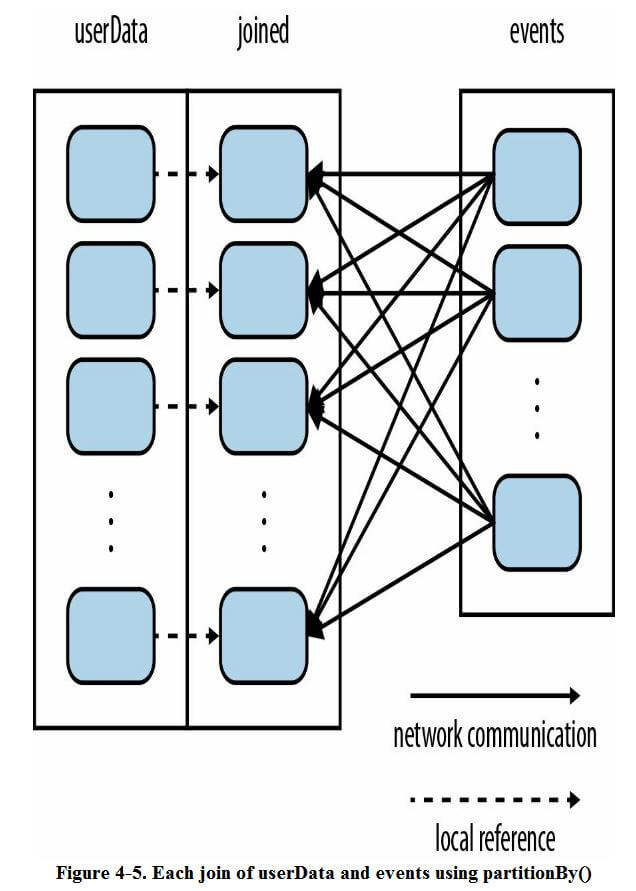 userData joined events
network communication
local reference
Figure 4-5. Each join of userData and events using partitionBy()